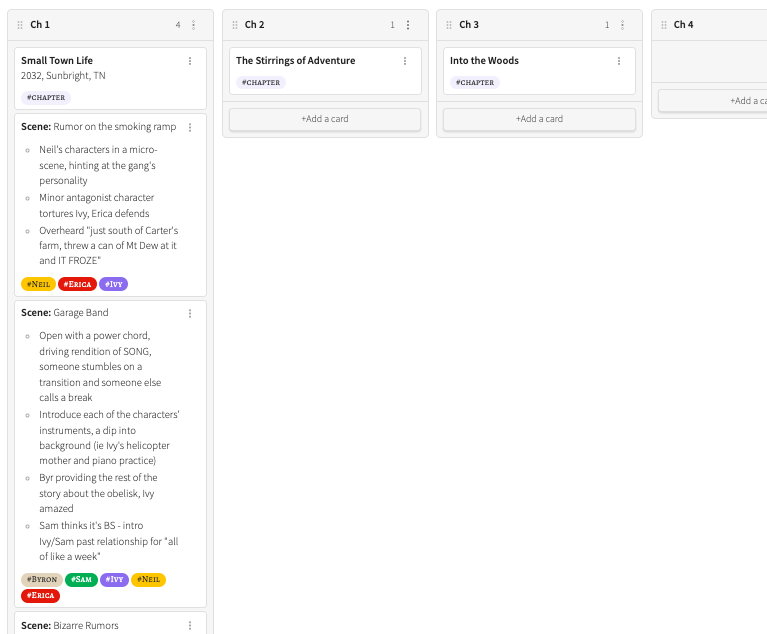 Ch 1
4
Small Town Life
2032, Sunbright, TN
#CHAPTER
Scene: Rumor on the smoking ramp
Neil's characters in a micro-
scene, hinting at the gang's
personality
Minor antagonist character
tortures Ivy, Erica defends
Overheard "just south of Carter's
farm, threw a can of Mt Dew at it
and IT FROZE"
#NEIL #ERICA #IVY
Scene: Garage Band
Open with a power chord,
driving rendition of SONG,
someone stumbles on a
transition and someone else
calls a break
Introduce each of the characters'
instruments, a dip into
background (ie Ivy's helicopter
mother and piano practice)
Byr providing the rest of the
story about the obelisk, Ivy
amazed
Sam thinks it's BS - intro
Ivy/Sam past relationship for "all
of like a week"
#BYRON #SAM #IVY #NEIL
#ERICA
Scene: Bizarre Rumors
Ch 2
1
The Stirrings of Adventure
#CHAPTER
+Add a card
Ch 3
1
Into the Woods
#CHAPTER
+Add a card
Ch 4
+Add a ca